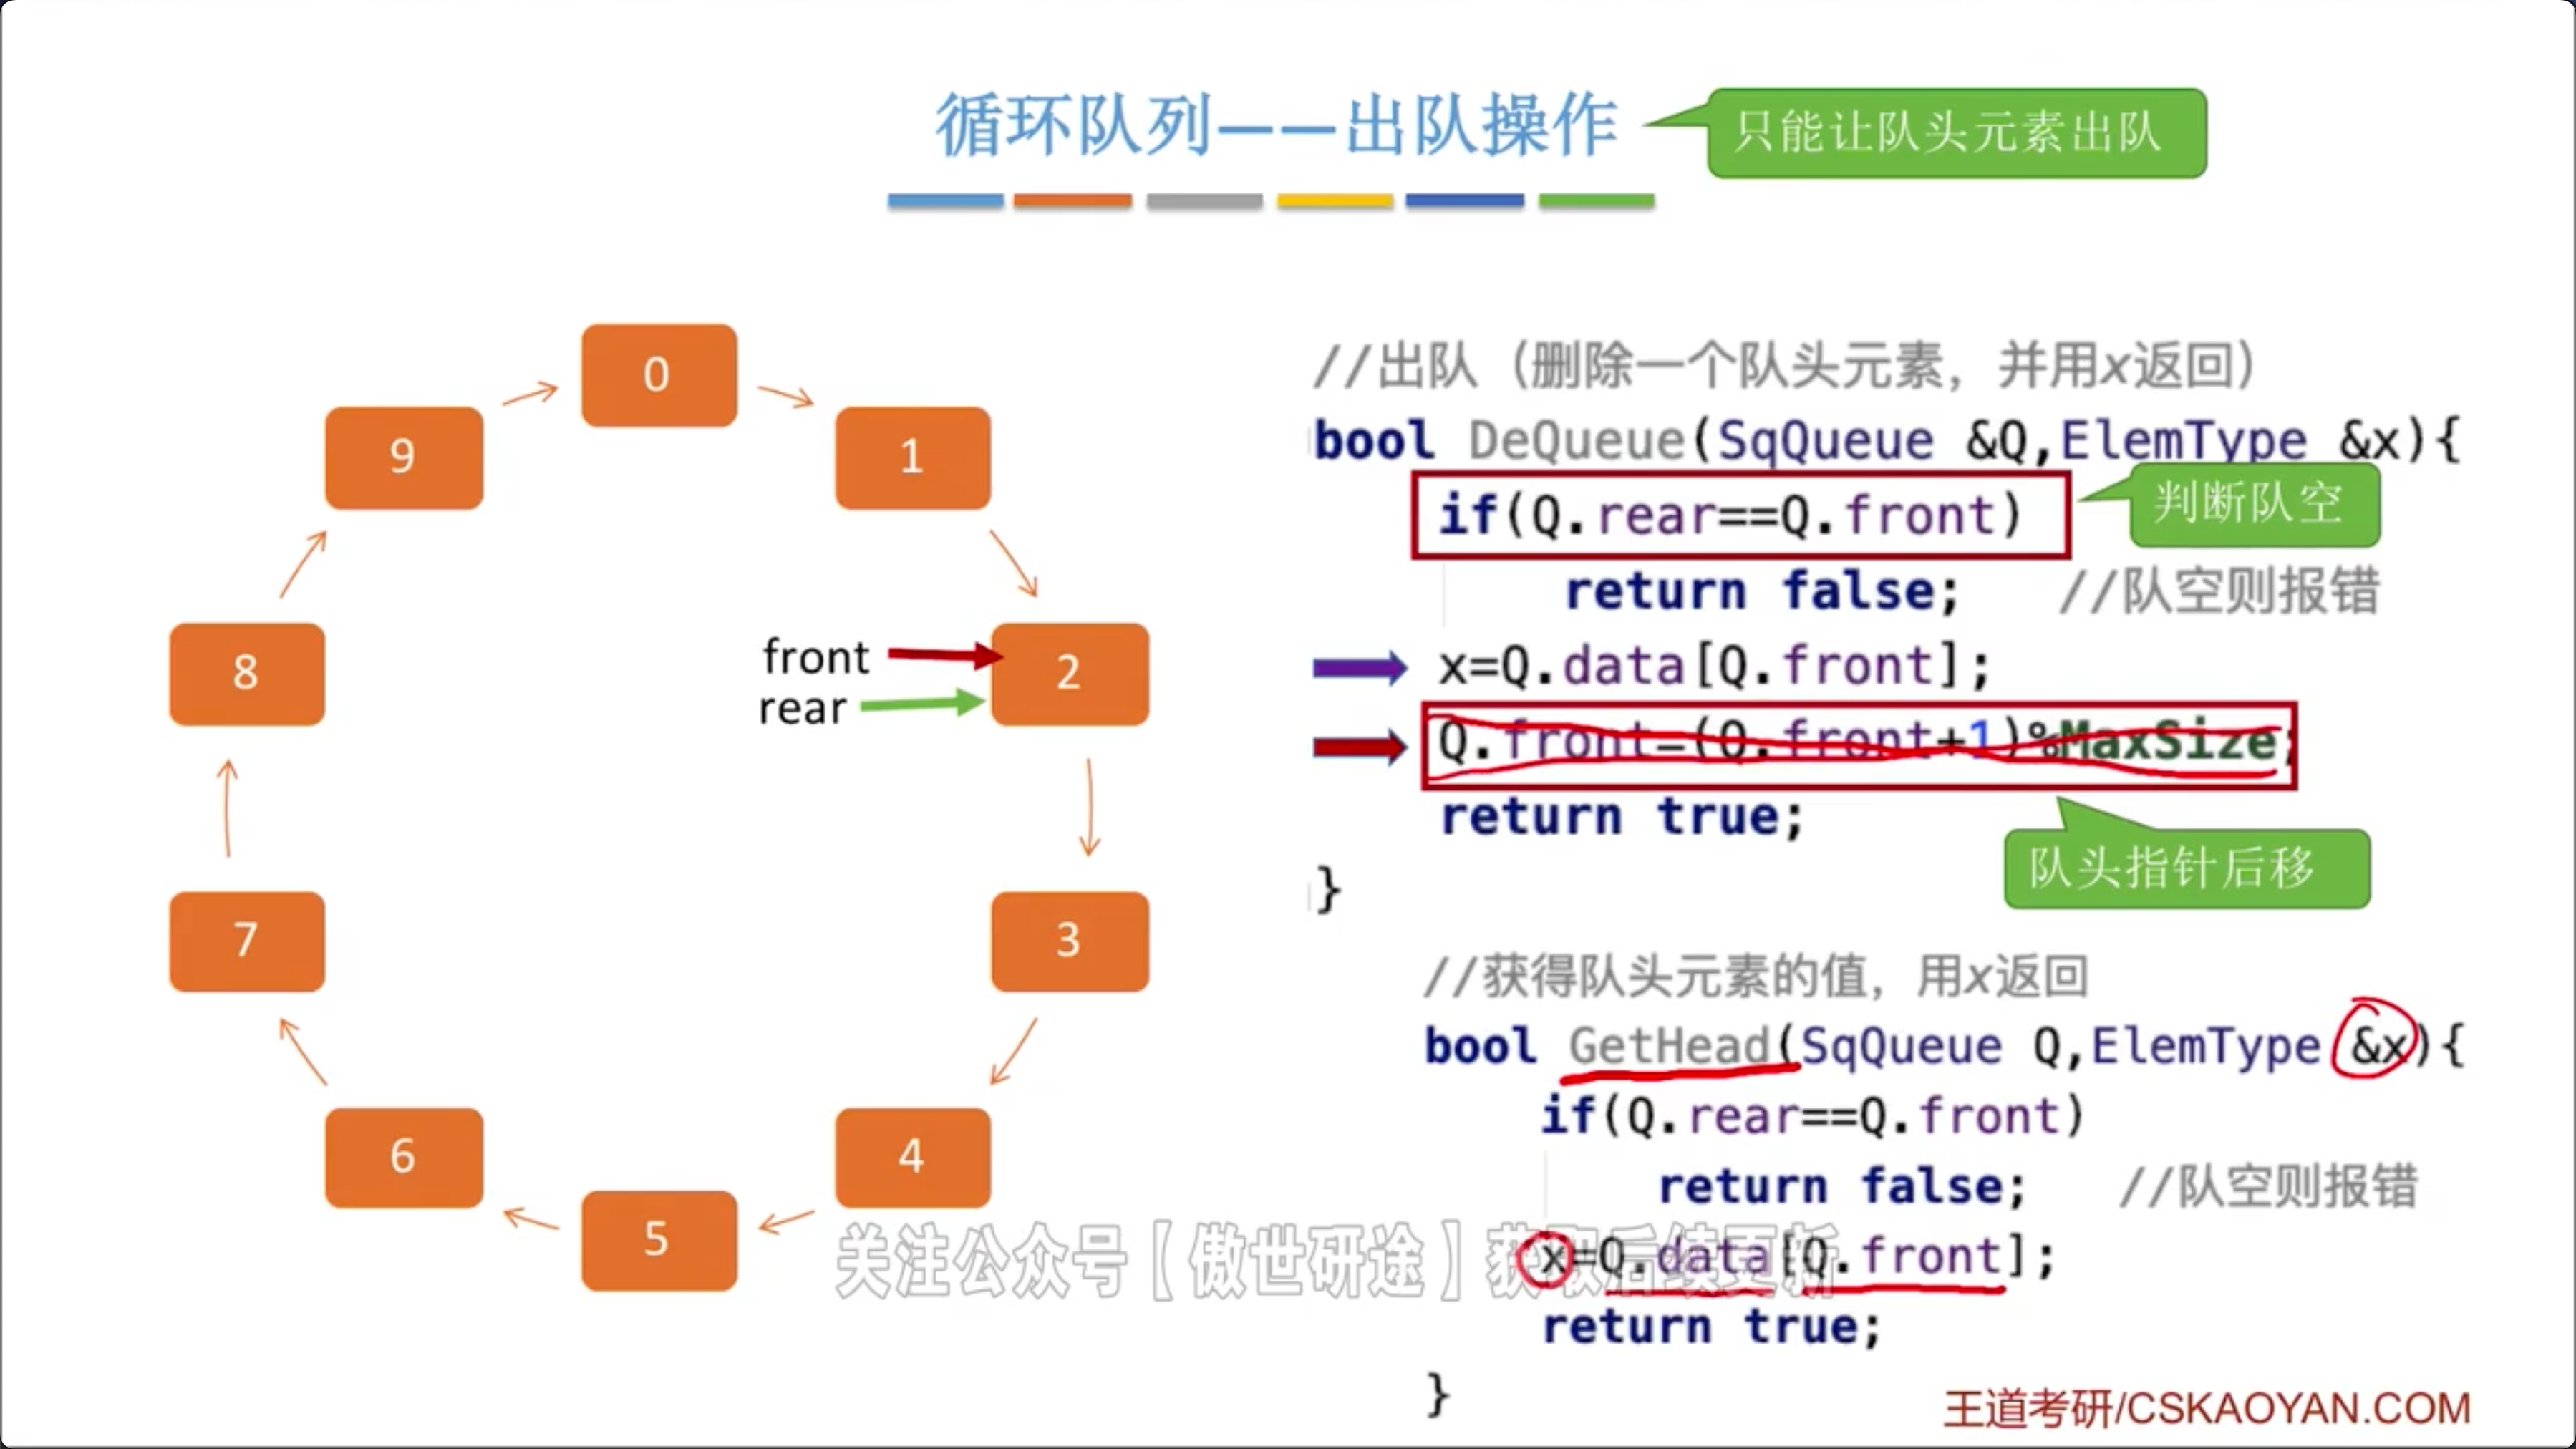 循环队列——出队操作
只能让队头元素出队
0
1
2
3
4
5
6
7
8
9
front
rear
//出队（删除一个队头元素，并用x返回）
bool DeQueue(SqQueue &Q,ElemType &x){
if(Q.rear==Q.front)
判断队空
return false; //队空则报错
x=Q.data[Q.front];
Q.front=(Q.front+1)%MaxSize;
return true;
队头指针后移
}
//获得队头元素的值，用x返回
bool GetHead(SqQueue Q,ElemType &x){
if(Q.rear==Q.front)
return false; //队空则报错
x=Q.data[Q.front];
return true;
}
关注公众号【傲世研途】获取后续更新
王道考研/CSKAOYAN.COM